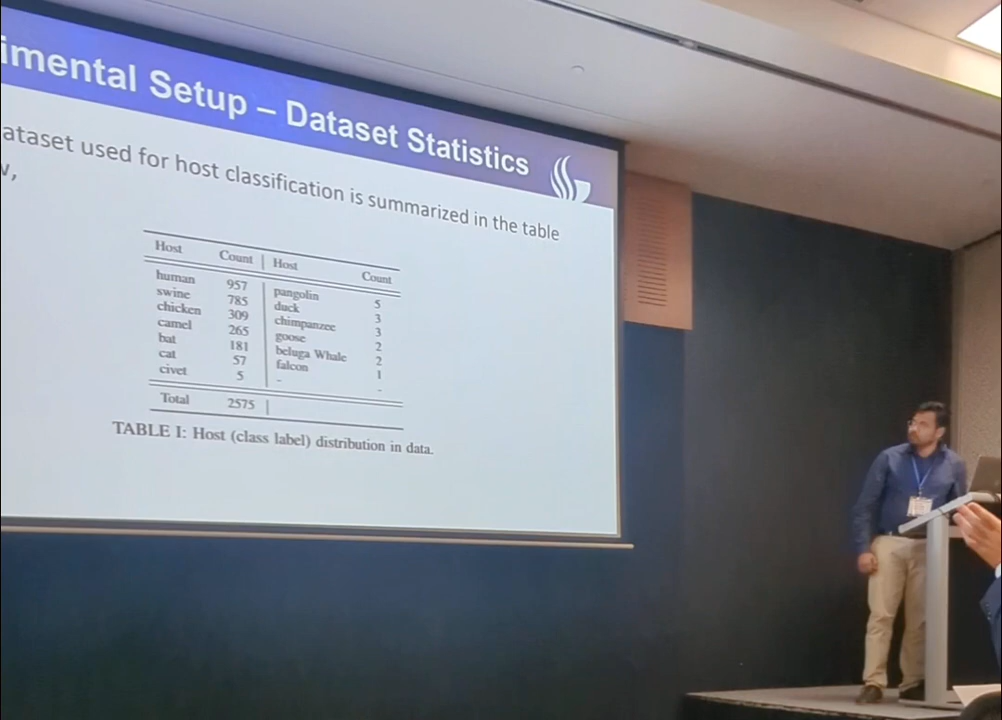 imental Setup – Dataset Statistics
ataset used for host classification is summarized in the table
w,
Host Count Host Count
human 957 pangolin 5
swine 785 duck 3
chicken 309 chimpanzee 3
camel 265 goose 2
bat 181 beluga Whale 2
cat 57 falcon 1
civet 5 - -
Total 2575
TABLE I: Host (class label) distribution in data.